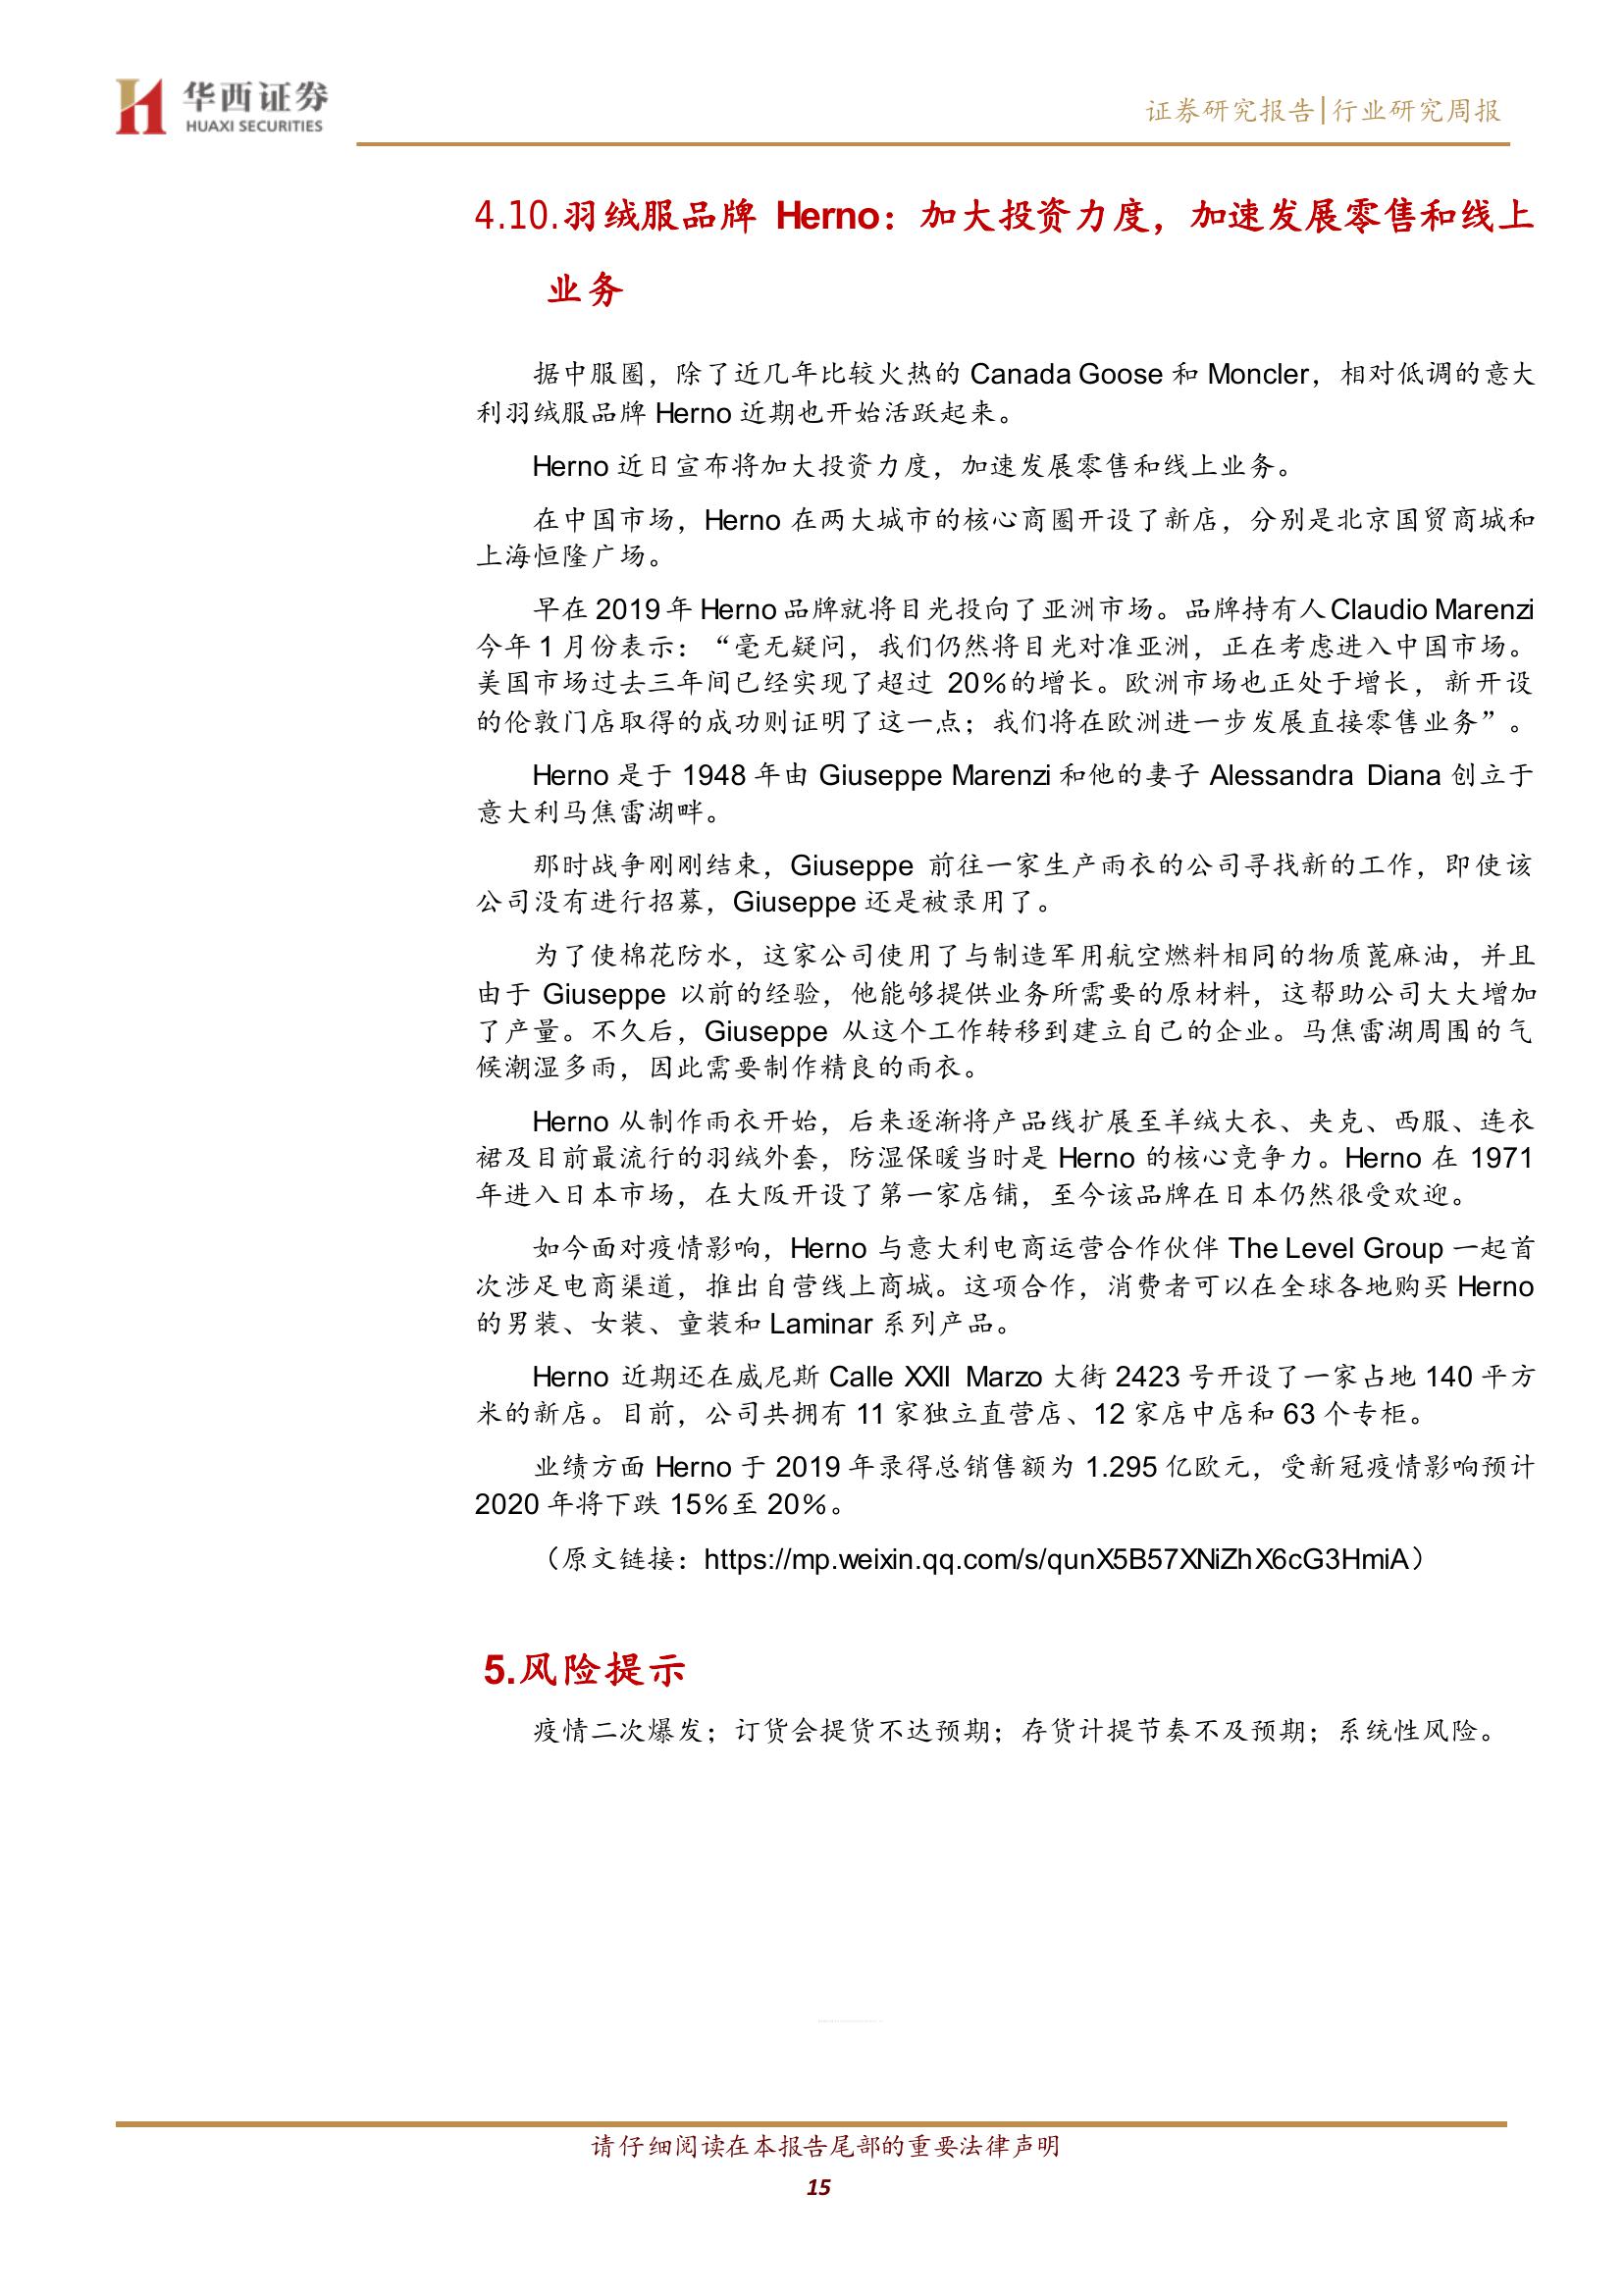 华西证券
HUAXI SECURITIES
证券研究报告|行业研究周报
4.10.羽绒服品牌 Herno：加大投资力度，加速发展零售和线上
业务
据中服圈，除了近几年比较火热的 Canada Goose 和 Moncler，相对低调的意大
利羽绒服品牌 Herno 近期也开始活跃起来。
Herno 近日宣布将加大投资力度，加速发展零售和线上业务。
在中国市场，Herno 在两大城市的核心商圈开设了新店，分别是北京国贸商城和
上海恒隆广场。
早在 2019 年 Herno 品牌就将目光投向了亚洲市场。品牌持有人 Claudio Marenzi
今年 1 月份表示：“毫无疑问，我们仍然将目光对准亚洲，正在考虑进入中国市场。
美国市场过去三年间已经实现了超过 20%的增长。欧洲市场也正处于增长，新开设
的伦敦门店取得的成功则证明了这一点；我们将在欧洲进一步发展直接零售业务”。
Herno 是于 1948 年由 Giuseppe Marenzi 和他的妻子 Alessandra Diana 创立于
意大利马焦雷湖畔。
那时战争刚刚结束，Giuseppe 前往一家生产雨衣的公司寻找新的工作，即使该
公司没有进行招募，Giuseppe 还是被录用了。
为了使棉花防水，这家公司使用了与制造军用航空燃料相同的物质蓖麻油，并且
由于 Giuseppe 以前的经验，他能够提供业务所需要的原材料，这帮助公司大大增加
了产量。不久后，Giuseppe 从这个工作转移到建立自己的企业。马焦雷湖周围的气
候潮湿多雨，因此需要制作精良的雨衣。
Herno 从制作雨衣开始，后来逐渐将产品线扩展至羊绒大衣、夹克、西服、连衣
裙及目前最流行的羽绒外套，防湿保暖当时是 Herno 的核心竞争力。Herno 在 1971
年进入日本市场，在大阪开设了第一家店铺，至今该品牌在日本仍然很受欢迎。
如今面对疫情影响，Herno 与意大利电商运营合作伙伴 The Level Group 一起首
次涉足电商渠道，推出自营线上商城。这项合作，消费者可以在全球各地购买 Herno
的男装、女装、童装和 Laminar 系列产品。
Herno 近期还在威尼斯 Calle XXII Marzo 大街 2423 号开设了一家占地 140 平方
米的新店。目前，公司共拥有 11 家独立直营店、12 家店中店和 63 个专柜。
业绩方面 Herno 于 2019 年录得总销售额为 1.295 亿欧元，受新冠疫情影响预计
2020 年将下跌 15%至 20%。
（原文链接：https://mp.weixin.qq.com/s/qunX5B57XNiZhX6cG3HmiA）
5.风险提示
疫情二次爆发；订货会提货不达预期；存货计提节奏不及预期；系统性风险。
请仔细阅读在本报告尾部的重要法律声明
15